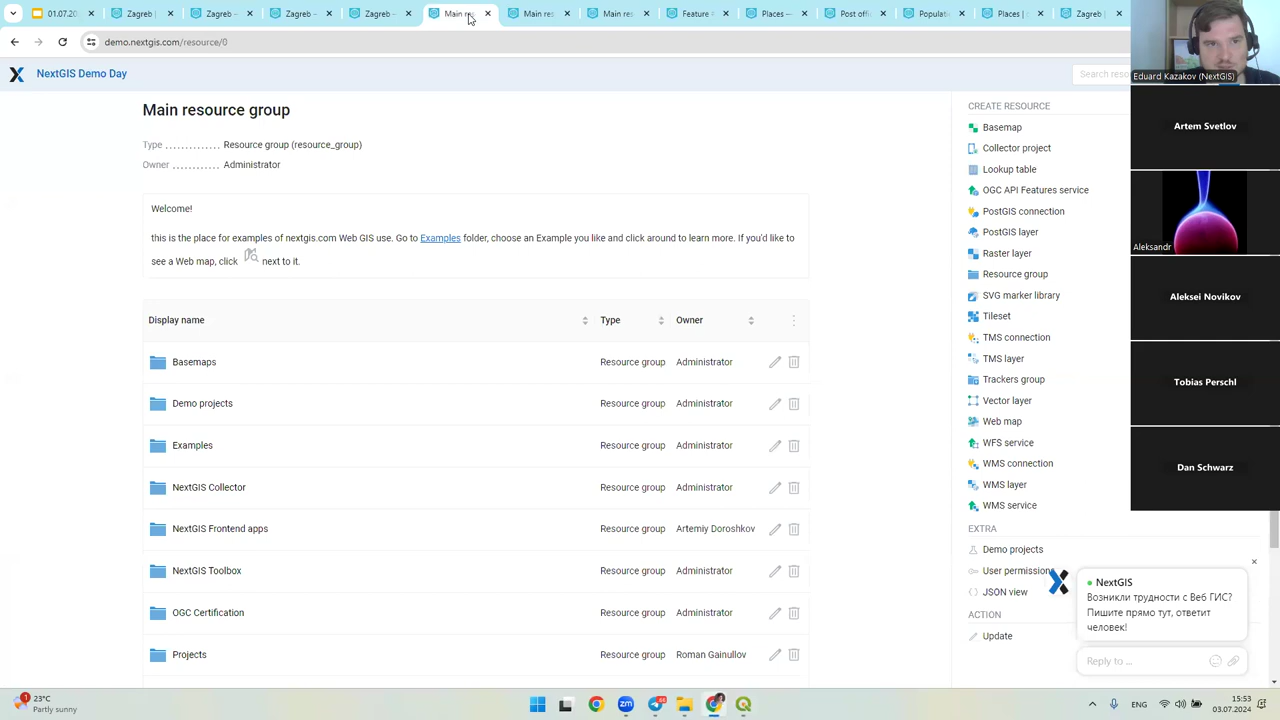 01.07.20
Zagreb
Zagreb
Zagreb
Zagreb
Main re
Main res
Main res
Feature
Places —
Post off
Populati
Places (
Zagreb
demo.nextgis.com/resource/0
NextGIS Demo Day
Search reso
Main resource group
Type ............. Resource group (resource_group)
Owner ........... Administrator
Welcome!
this is the place for examples of nextgis.com Web GIS use. Go to Examples folder, choose an Example you like and click around to learn more. If you'd like to
see a Web map, click next to it.
Display name Type Owner
Basemaps Resource group Administrator
Demo projects Resource group Administrator
Examples Resource group Administrator
NextGIS Collector Resource group Administrator
NextGIS Frontend apps Resource group Artemiy Doroshkov
NextGIS Toolbox Resource group Administrator
OGC Certification Resource group Administrator
Projects Resource group Roman Gainullov
CREATE RESOURCE
Basemap
Collector project
Lookup table
OGC API Features service
PostGIS connection
PostGIS layer
Raster layer
Resource group
SVG marker library
Tileset
TMS connection
TMS layer
Trackers group
Vector layer
Web map
WFS service
WMS connection
WMS layer
WMS service
EXTRA
Demo projects
User permission
JSON view
ACTION
Update
Eduard Kazakov (NextGIS)
Artem Svetlov
Aleksandr
Aleksei Novikov
Tobias Perschl
Dan Schwarz
NextGIS
Возникли трудности с Веб ГИС?
Пишите прямо тут, ответит
человек!
Reply to ...
23°C
Partly sunny
ENG
15:53
03.07.2024